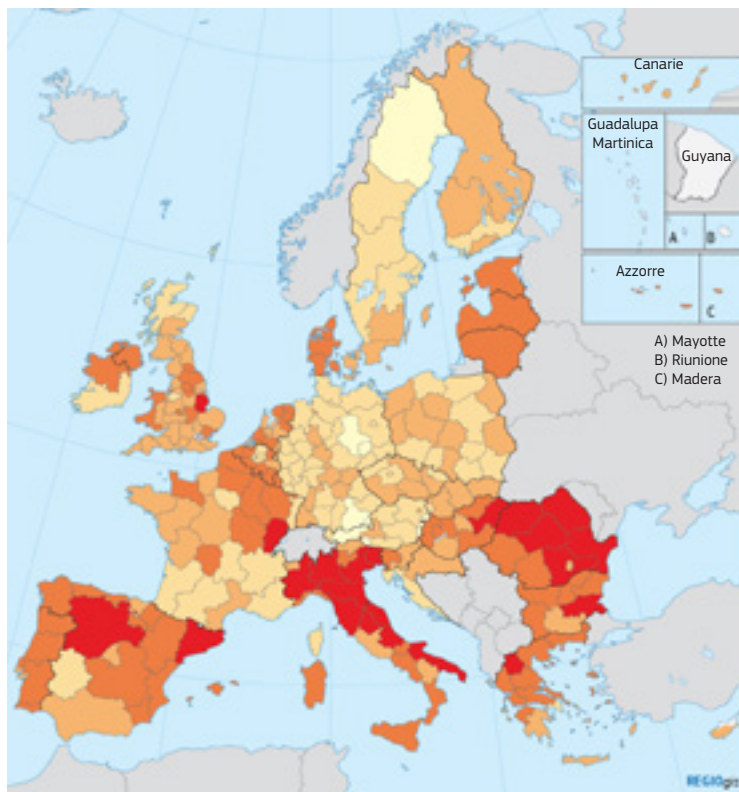 Canarie
Guadalupa
Martinica
Guyana
A
B
Azzorre
C
A) Mayotte
B) Riunione
C) Madera
REGIOgis